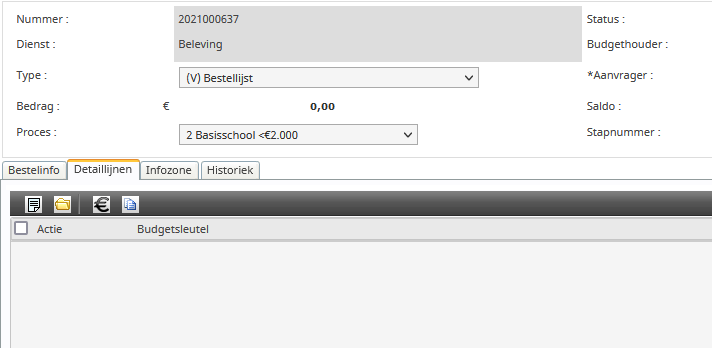 Nummer : 2021000637 Status :
Dienst : Beleving Budgethouder :
Type : (V) Bestellijst *Aanvrager :
Bedrag : € 0,00 Saldo :
Proces : 2 Basisschool <€2.000 Stapnummer :
Bestelinfo Detaillijnen Infozone Historiek
€
Actie Budgetsleutel